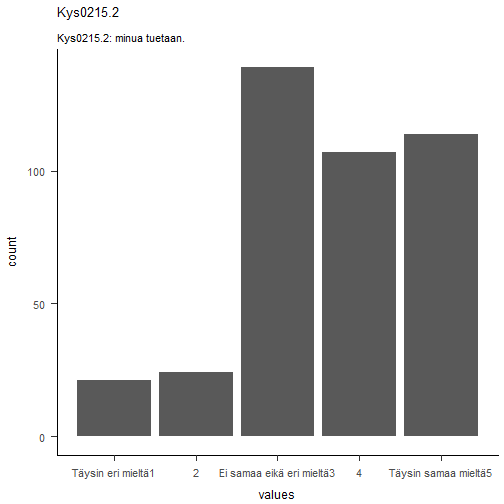 Kys0215.2
Kys0215.2: minua tuetaan.
count
100
50
0
Täysin eri mieltä1 2 Ei samaa eikä eri mieltä3 4 Täysin samaa mieltä5
values